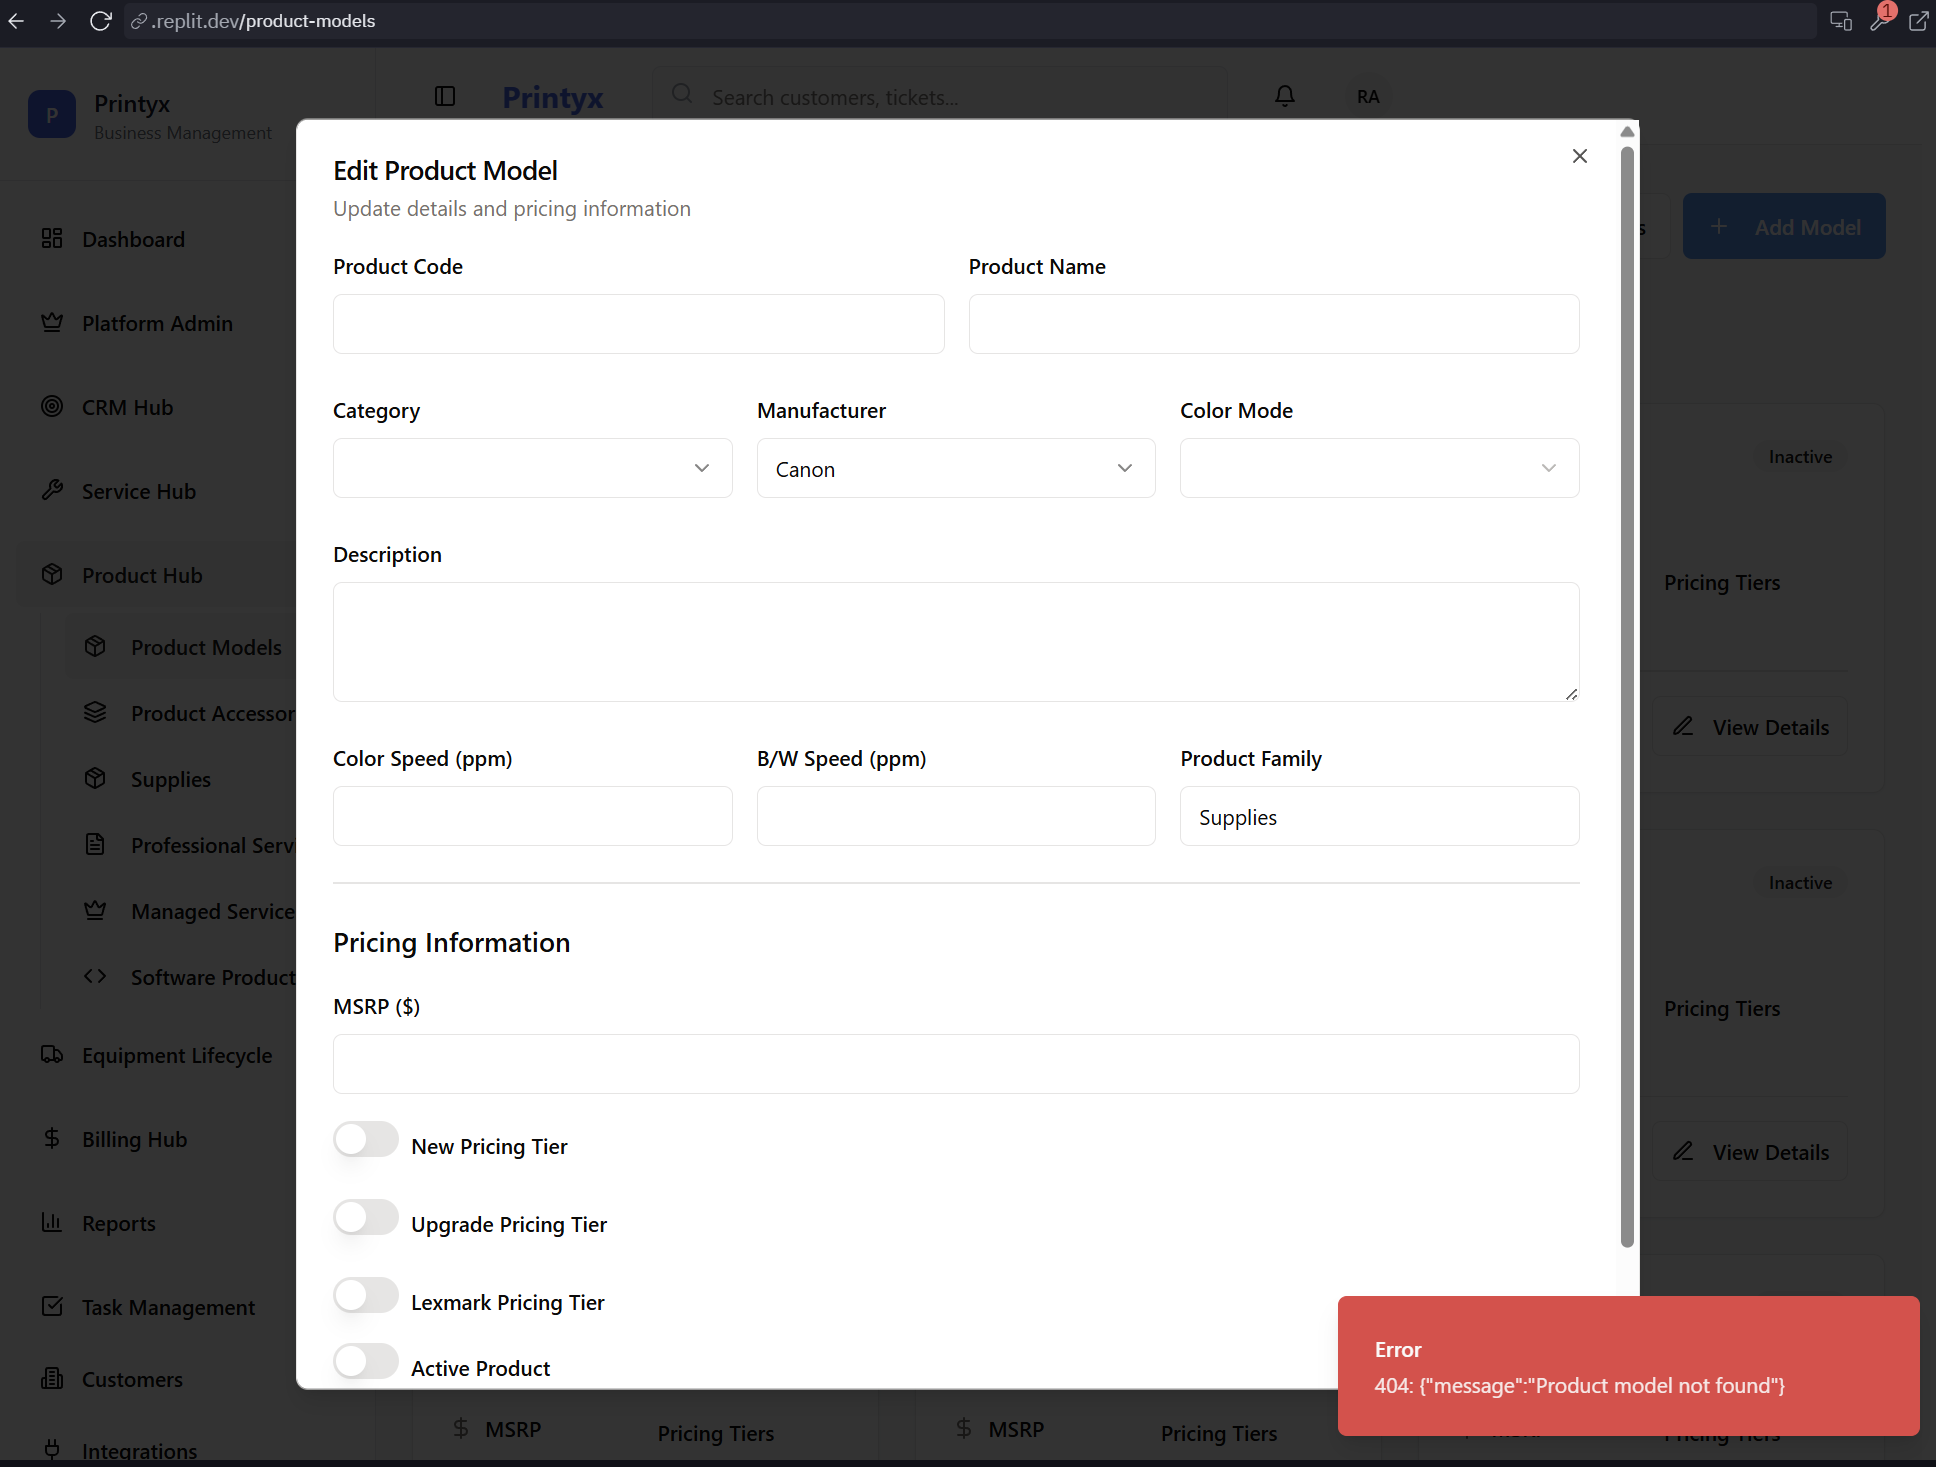 .replit.dev/product-models
1
P
Printyx
Business Management
Printyx
Search customers, tickets...
RA
Dashboard
Platform Admin
CRM Hub
Service Hub
Product Hub
Product Models
Product Accessor
Supplies
Professional Serv
Managed Service
Software Product
Equipment Lifecycle
Billing Hub
Reports
Task Management
Customers
Integrations
Edit Product Model
Update details and pricing information
Product Code
Product Name
Category
Manufacturer
Color Mode
Canon
Description
Color Speed (ppm)
B/W Speed (ppm)
Product Family
Supplies
Pricing Information
MSRP ($)
New Pricing Tier
Upgrade Pricing Tier
Lexmark Pricing Tier
Active Product
s
Add Model
Inactive
Pricing Tiers
View Details
Inactive
Pricing Tiers
View Details
Error
404: {"message":"Product model not found"}
MSRP
Pricing Tiers
MSRP
Pricing Tiers
Pricing Tiers